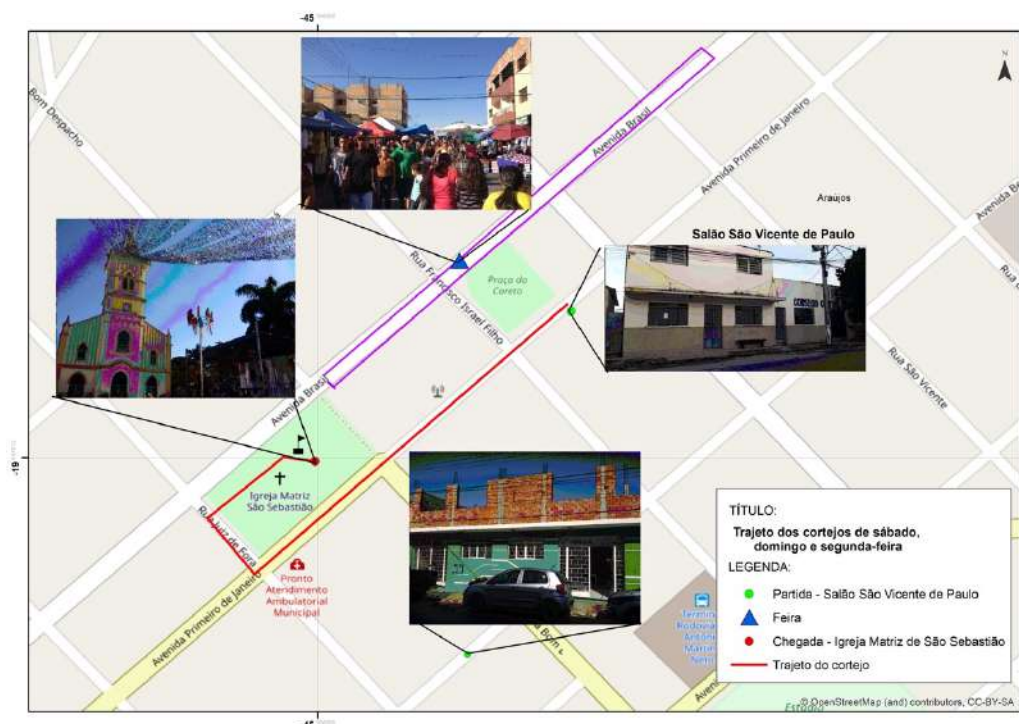 -45
N
Bom Despacho
Avenida Brasil
Avenida Primeiro de Janeiro
Araújos
Salão São Vicente de Paulo
Rua Francisco Israel Filho
Praça do
Coreto
Rua São Vicente
Avenida Brasil
-19
Igreja Matriz
São Sebastião
Rua Juiz de Fora
Pronto
Atendimento
Ambulatorial
Municipal
Avenida Primeiro de Janeiro
TÍTULO:
Trajeto dos cortejos de sábado,
domingo e segunda-feira
LEGENDA:
Partida - Salão São Vicente de Paulo
Feira
Chegada - Igreja Matriz de São Sebastião
Trajeto do cortejo
© OpenStreetMap (and) contributors, CC-BY-SA